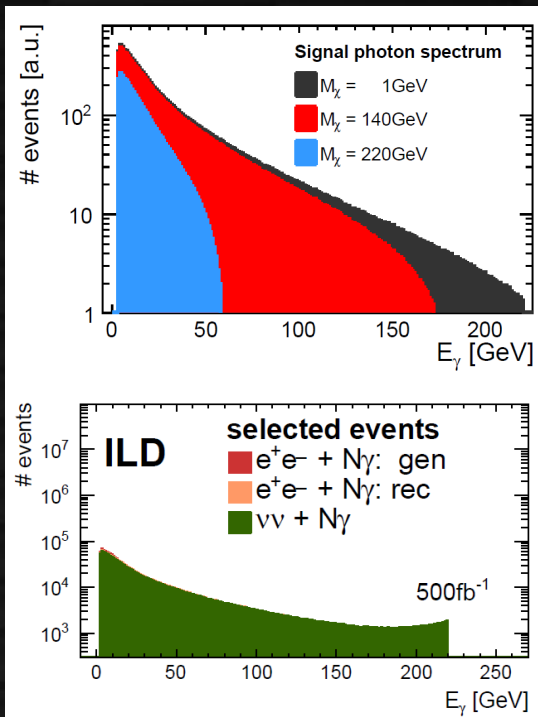 Signal photon spectrum
Mχ = 1GeV
Mχ = 140GeV
Mχ = 220GeV
# events [a.u.]
10²
10
1
0 50 100 150 200
Eγ [GeV]
ILD
selected events
e⁺e⁻ + Nγ: gen
e⁺e⁻ + Nγ: rec
νν + Nγ
500fb⁻¹
# events
10⁷
10⁶
10⁵
10⁴
10³
0 50 100 150 200 250
Eγ [GeV]